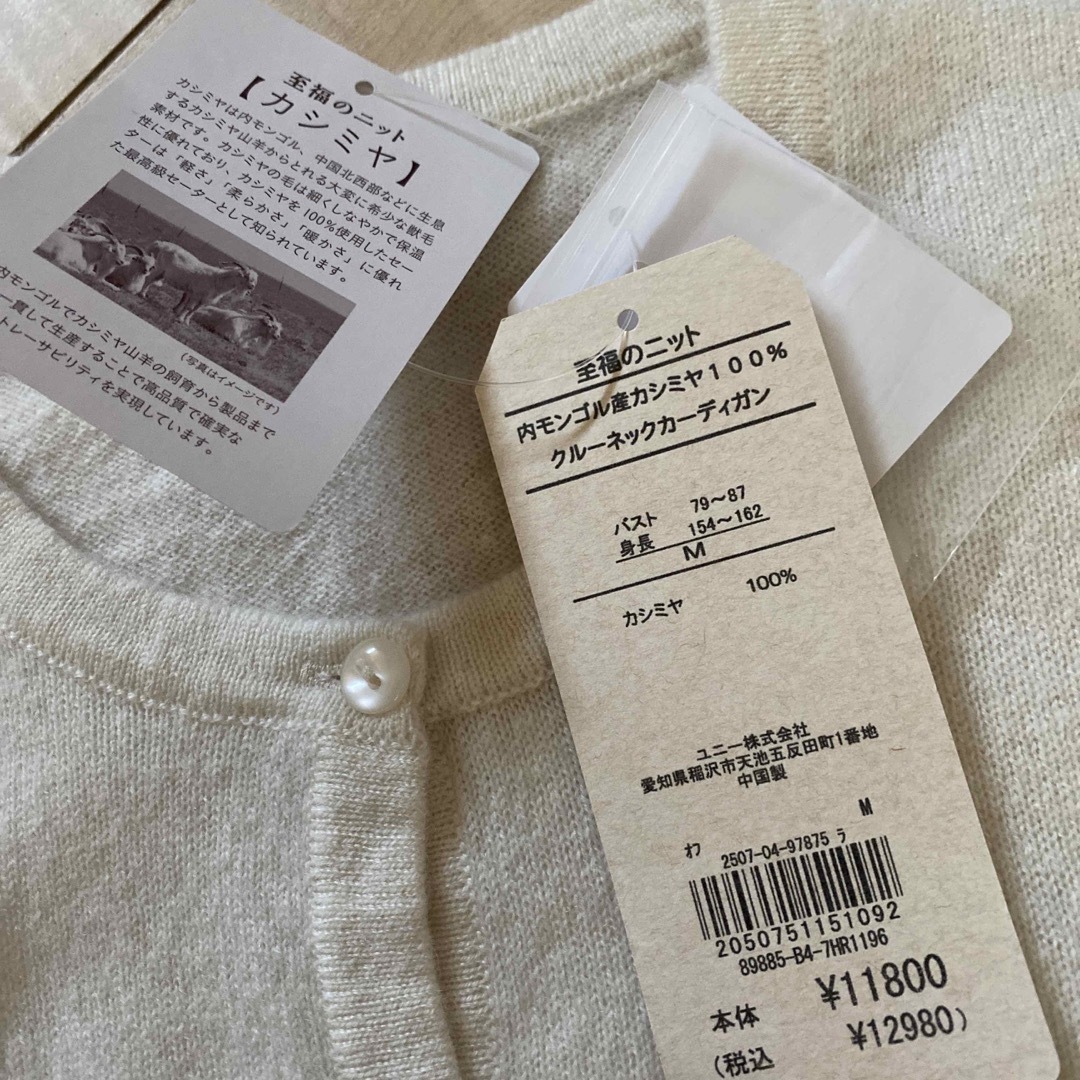 至福のニット
【カシミヤ】
カシミヤは内モンゴル、中国北西部などに生息
するカシミヤ山羊からとれる大変に希少な獣毛
素材です。カシミヤの毛は細くしなやかで保温
性に優れており、カシミヤを100%使用したセー
ターは「軽さ」「柔らかさ」「暖かさ」に優れ
た最高級セーターとして知られています。
(写真はイメージです)
内モンゴルでカシミヤ山羊の飼育から製品まで
一貫して生産することで高品質で確実な
トレーサビリティを実現しています。
至福のニット
内モンゴル産カシミヤ100%
クルーネックカーディガン
バスト 79〜87
身長 154〜162
M
カシミヤ 100%
ユニー株式会社
愛知県稲沢市天池五反田町1番地
中国製
M
オフ 2507-04-97875 ラ
2050751151092
89885-B4-7HR1196
本体 ¥11800
(税込 ¥12980)